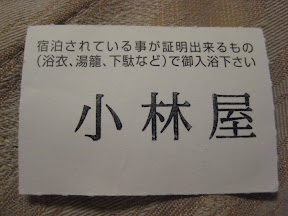 宿泊されている事が証明出来るもの
(浴衣、湯籠、下駄など)で御入浴下さい
小林屋